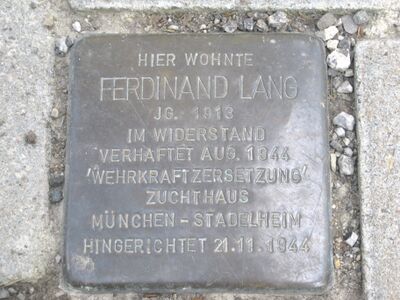 HIER WOHNTE
FERDINAND LANG
JG. 1913
IM WIDERSTAND
VERHAFTET AUG. 1944
'WEHRKRAFTZERSETZUNG'
ZUCHTHAUS
MÜNCHEN-STADELHEIM
HINGERICHTET 21.11.1944